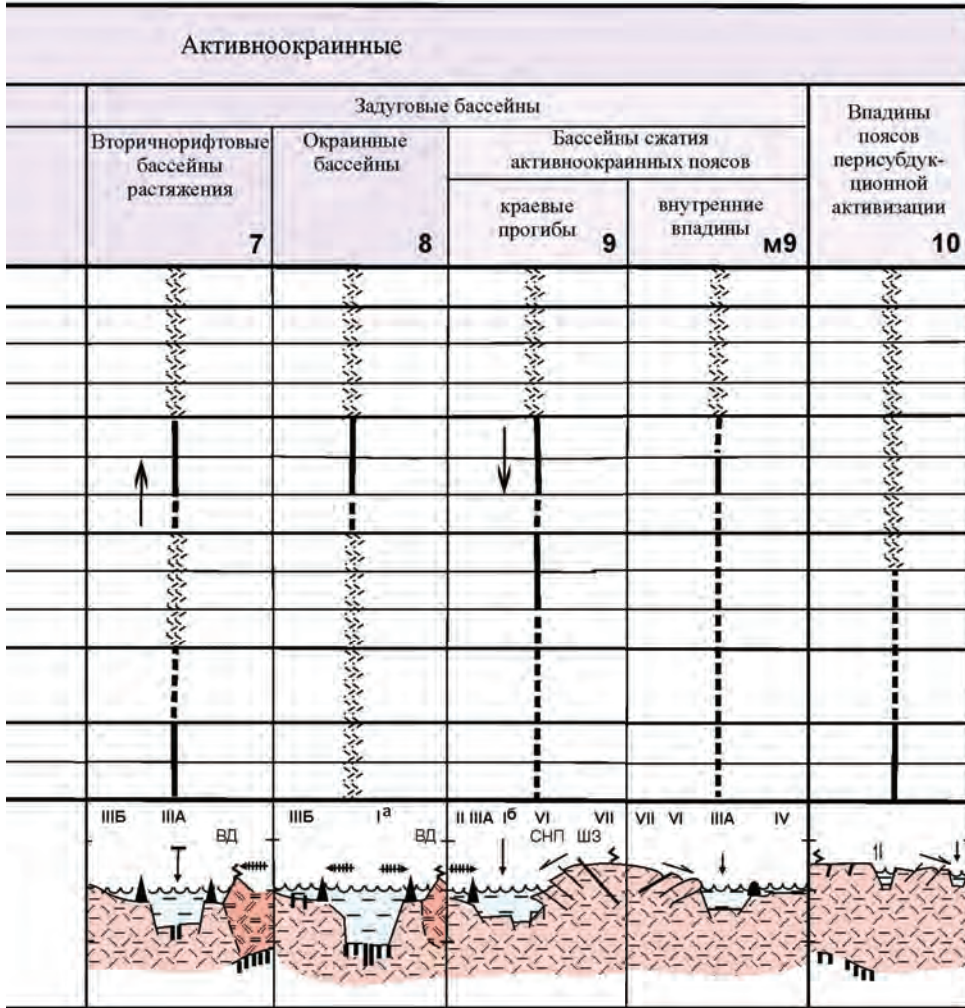 Активноокраинные
Задуговые бассейны
Вторичнорифтовые
бассейны
растяжения
7
Окраинные
бассейны
8
Бассейны сжатия
активноокраинных поясов
краевые
прогибы
9
внутренние
впадины
м9
Впадины
поясов
перисубдук-
ционной
активизации
10
IIIБ IIIА
ВД
IIIБ Iа
ВД
II IIIА Iб VI VII
СНП ШЗ
VII VI IIIА IV